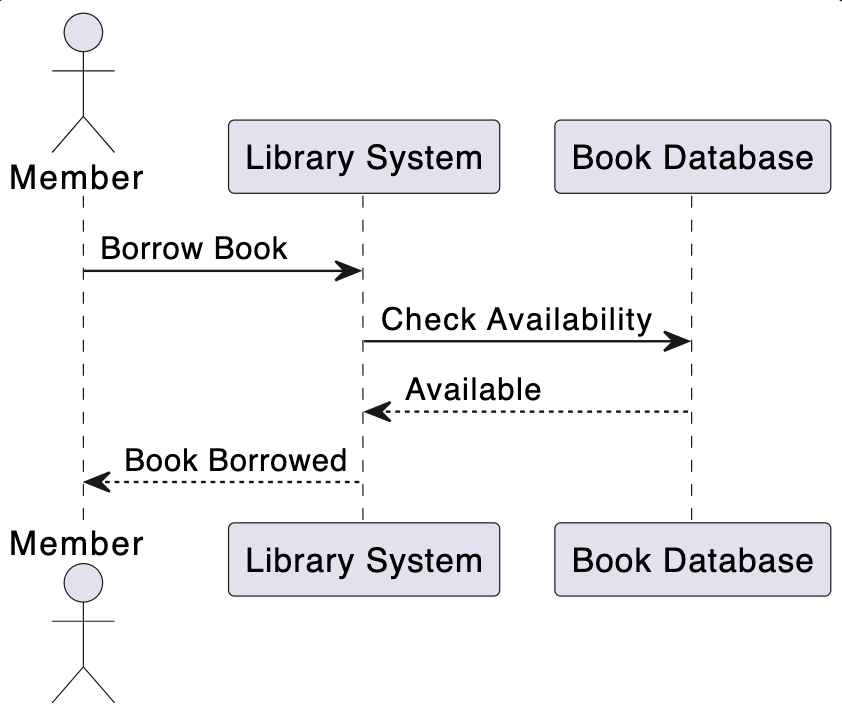 Member
Library System
Book Database
Borrow Book
Check Availability
Available
Book Borrowed
Member
Library System
Book Database